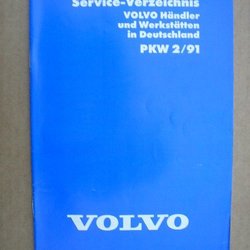 Service-Verzeichnis
VOLVO Händler
und Werkstätten
in Deutschland
PKW 2/91
VOLVO